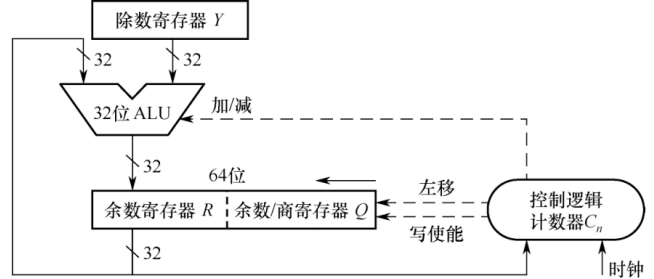 除数寄存器 Y
32
32
32位 ALU
加/减
32
64位
余数寄存器 R
余数/商寄存器 Q
左移
写使能
控制逻辑
计数器Cn
32
时钟